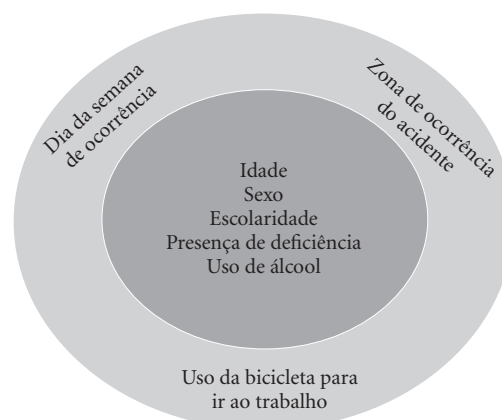 Dia da semana
de ocorrência
Zona de ocorrência
do acidente
Idade
Sexo
Escolaridade
Presença de deficiência
Uso de álcool
Uso da bicicleta para
ir ao trabalho